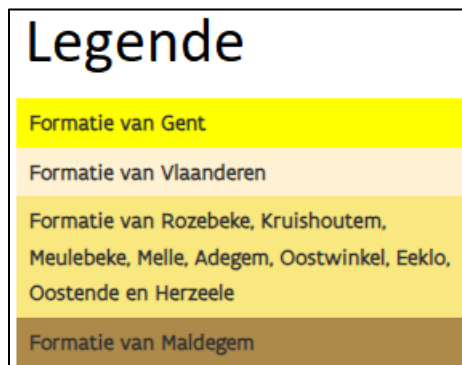 Legende
Formatie van Gent
Formatie van Vlaanderen
Formatie van Rozebeke, Kruishoutem,
Meulebeke, Melle, Adegem, Oostwinkel, Eeklo,
Oostende en Herzeele
Formatie van Maldegem